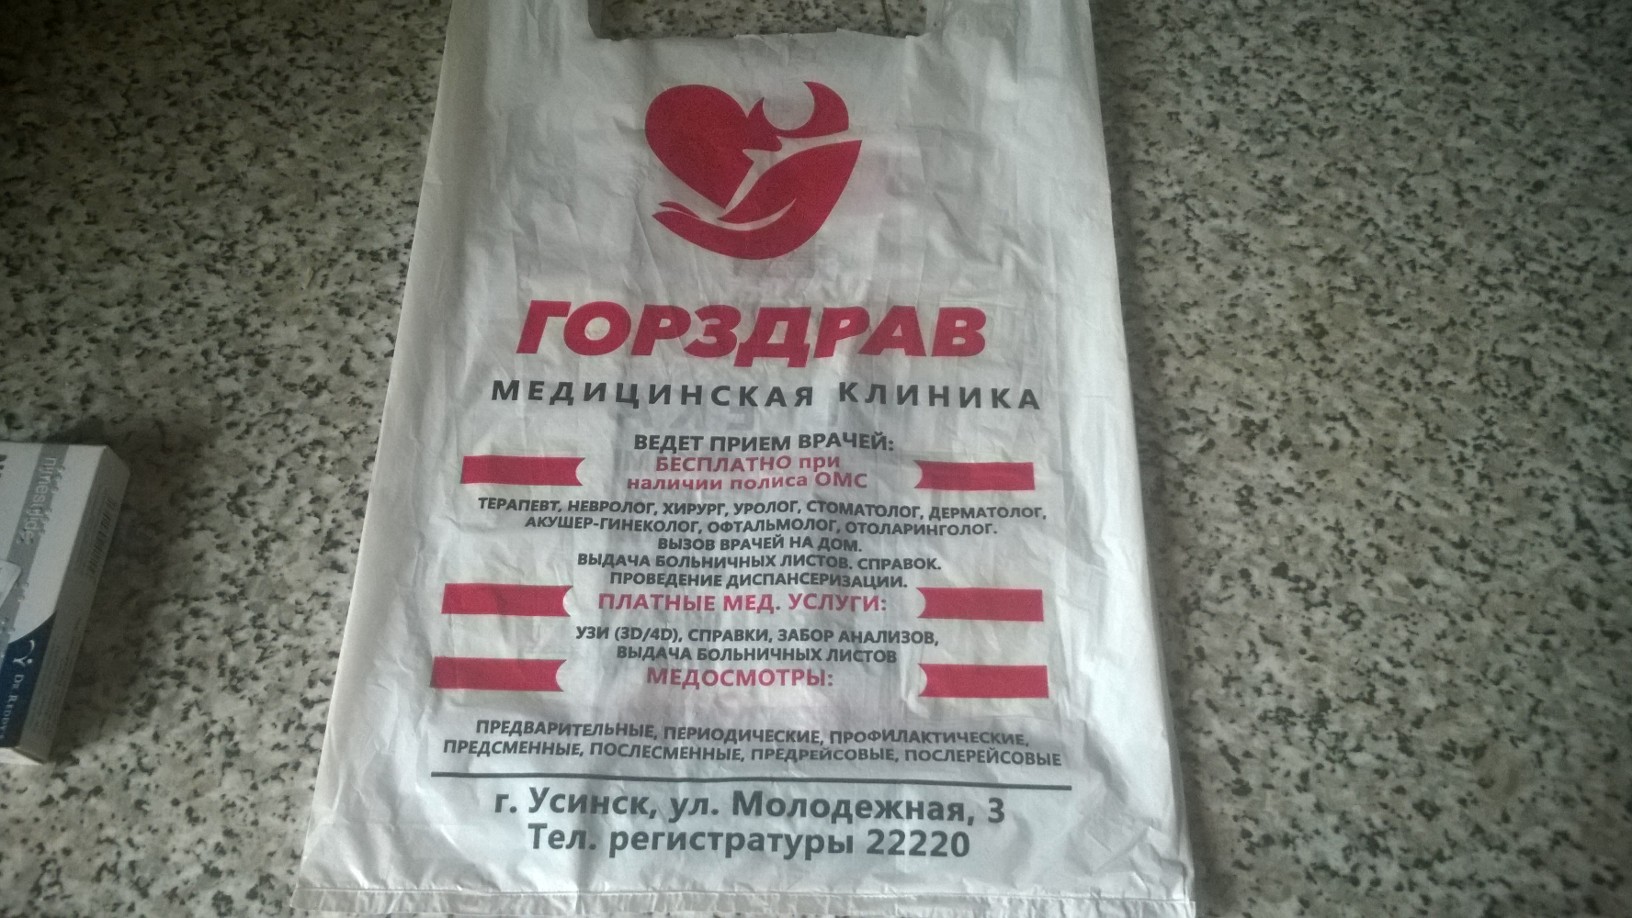 ГОРЗДРАВ
МЕДИЦИНСКАЯ КЛИНИКА
ВЕДЕТ ПРИЕМ ВРАЧЕЙ:
БЕСПЛАТНО при
наличии полиса ОМС
ТЕРАПЕВТ, НЕВРОЛОГ, ХИРУРГ, УРОЛОГ, СТОМАТОЛОГ, ДЕРМАТОЛОГ,
АКУШЕР-ГИНЕКОЛОГ, ОФТАЛЬМОЛОГ, ОТОЛАРИНГОЛОГ.
ВЫЗОВ ВРАЧЕЙ НА ДОМ.
ВЫДАЧА БОЛЬНИЧНЫХ ЛИСТОВ. СПРАВОК.
ПРОВЕДЕНИЕ ДИСПАНСЕРИЗАЦИИ.
ПЛАТНЫЕ МЕД. УСЛУГИ:
УЗИ (3D/4D), СПРАВКИ, ЗАБОР АНАЛИЗОВ,
ВЫДАЧА БОЛЬНИЧНЫХ ЛИСТОВ
МЕДОСМОТРЫ:
ПРЕДВАРИТЕЛЬНЫЕ, ПЕРИОДИЧЕСКИЕ, ПРОФИЛАКТИЧЕСКИЕ,
ПРЕДСМЕННЫЕ, ПОСЛЕСМЕННЫЕ, ПРЕДРЕЙСОВЫЕ, ПОСЛЕРЕЙСОВЫЕ
г. Усинск, ул. Молодежная, 3
Тел. регистратуры 22220
nimesulide
DR.REDDY'S